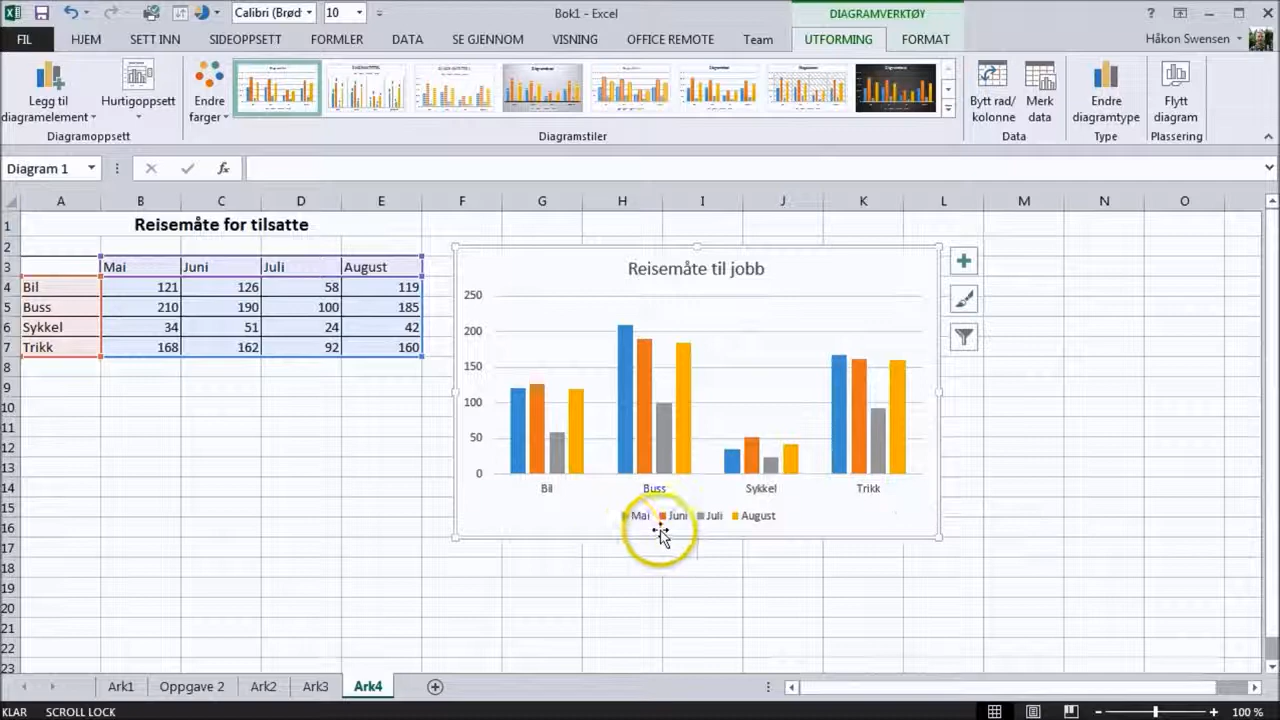 Calibri (Brød 10 Bok1 - Excel DIAGRAMVERKTØY ?
FIL HJEM SETT INN SIDEOPPSETT FORMLER DATA SE GJENNOM VISNING OFFICE REMOTE Team UTFORMING FORMAT Håkon Swensen
Legg til diagramelement Hurtigoppsett Endre farger Bytt rad/ kolonne Merk data Endre diagramtype Flytt diagram
Diagramoppsett Diagramstiler Data Type Plassering
Diagram 1 fx
A B C D E F G H I J K L M N O
1 Reisemåte for tilsatte
2
3 Mai Juni Juli August
4 Bil 121 126 58 119
5 Buss 210 190 100 185
6 Sykkel 34 51 24 42
7 Trikk 168 162 92 160
8
9
10
11
12
13
14
15
16
17
18
19
20
21
22
23
Reisemåte til jobb
250
200
150
100
50
0
Bil Buss Sykkel Trikk
Mai Juni Juli August
Ark1 Oppgave 2 Ark2 Ark3 Ark4
KLAR SCROLL LOCK 100 %